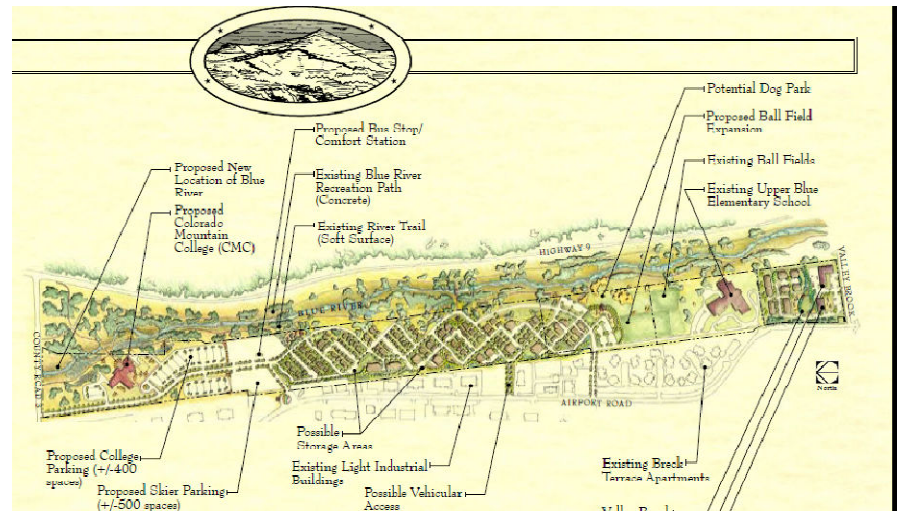 Potential Dog Park
Proposed Ball Field
Expansion
Proposed Bus Stop/
Comfort Station
Existing Ball Fields
Proposed New
Location of Blue
River
Existing Blue River
Recreation Path
(Concrete)
Existing Upper Blue
Elementary School
Proposed
Colorado
Mountain
College (CMC)
Existing River Trail
(Soft Surface)
HIGHWAY 9
VALLEY BROOK
BLUE RIVER
COUNTY ROAD 3
North
AIRPORT ROAD
Possible
Storage Areas
Proposed College
Parking (+/-400
spaces)
Existing Light Industrial
Buildings
Existing Breck
Terrace Apartments
Proposed Skier Parking
(+/-500 spaces)
Possible Vehicular
Access